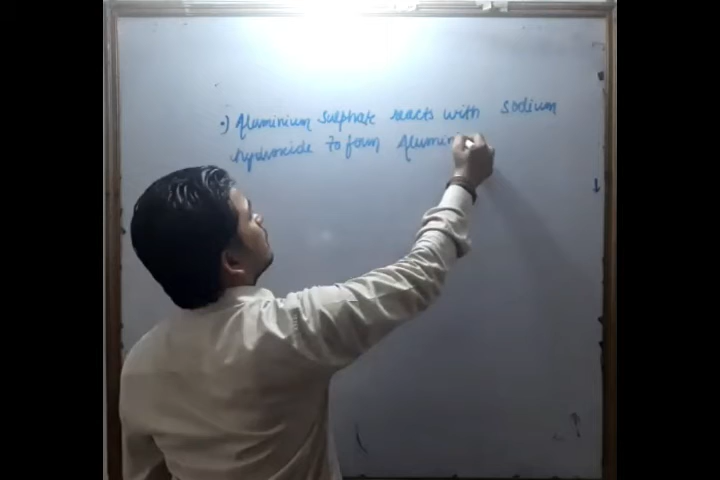 •) Aluminium sulphate reacts with sodium
hydroxide to form Alumin